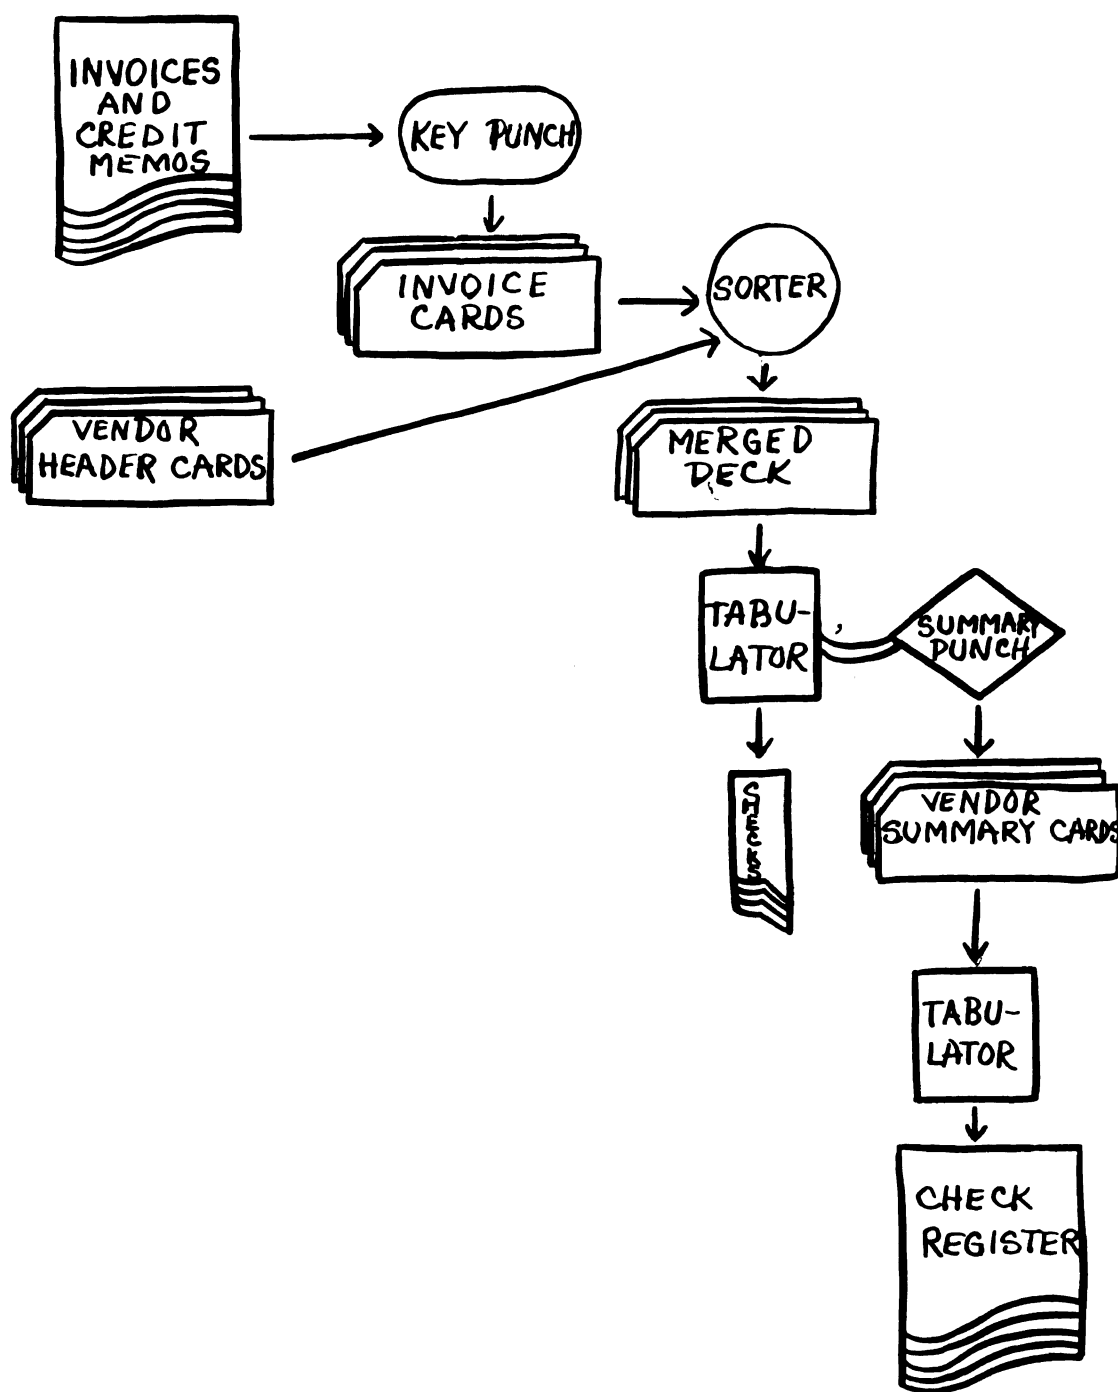 INVOICES
AND
CREDIT
MEMOS
KEY PUNCH
INVOICE
CARDS
SORTER
VENDOR
HEADER CARDS
MERGED
DECK
TABU-
LATOR
SUMMARY
PUNCH
CHECKS
VENDOR
SUMMARY CARDS
TABU-
LATOR
CHECK
REGISTER